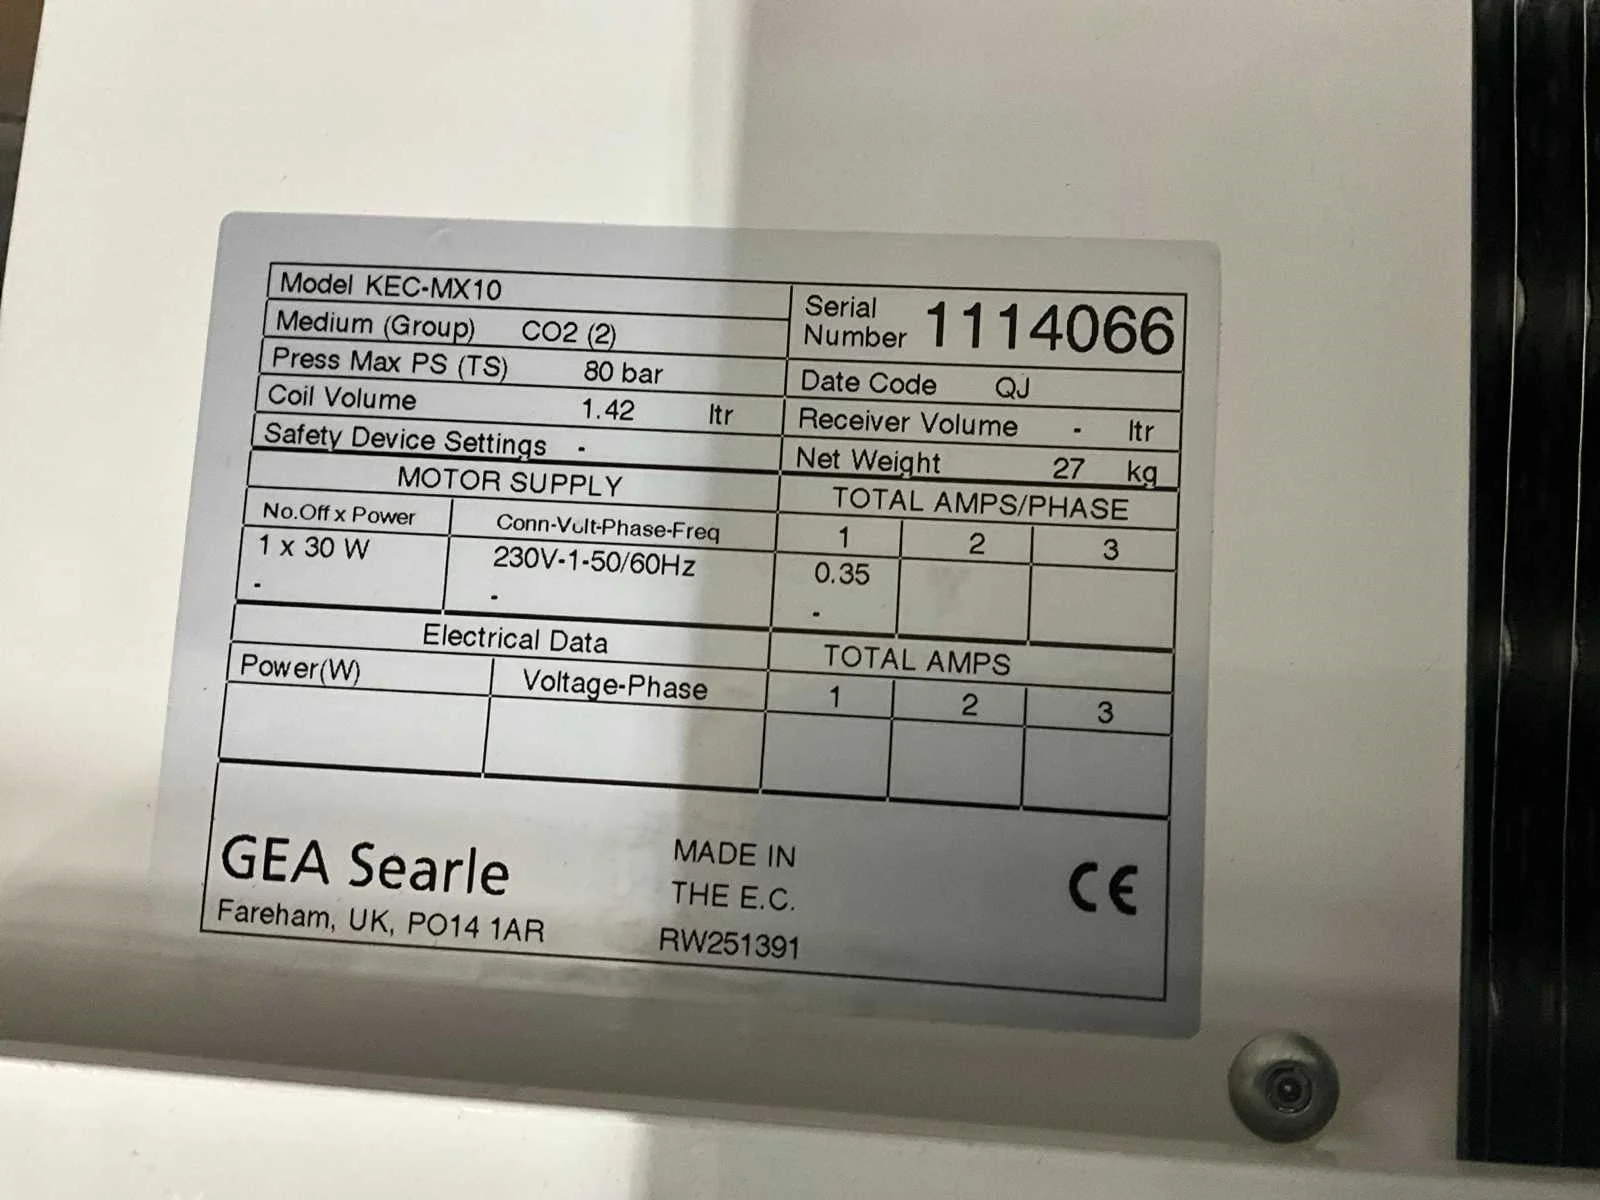 Model KEC-MX10
Serial Number 1114066
Medium (Group) CO2 (2)
Press Max PS (TS) 80 bar
Date Code QJ
Coil Volume 1.42 ltr
Receiver Volume - ltr
Safety Device Settings -
Net Weight 27 kg
MOTOR SUPPLY
TOTAL AMPS/PHASE
No.Off x Power Conn-Volt-Phase-Freq 1 2 3
1 x 30 W 230V-1-50/60Hz 0.35
- - -
Electrical Data
TOTAL AMPS
Power(W) Voltage-Phase 1 2 3
GEA Searle
Fareham, UK, PO14 1AR
MADE IN
THE E.C.
RW251391
CE